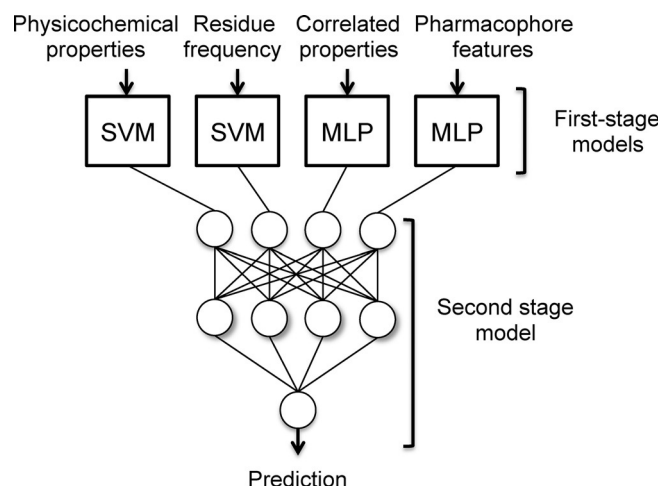 Physicochemical properties
Residue frequency
Correlated properties
Pharmacophore features
SVM
SVM
MLP
MLP
First-stage
models
Second stage
model
Prediction